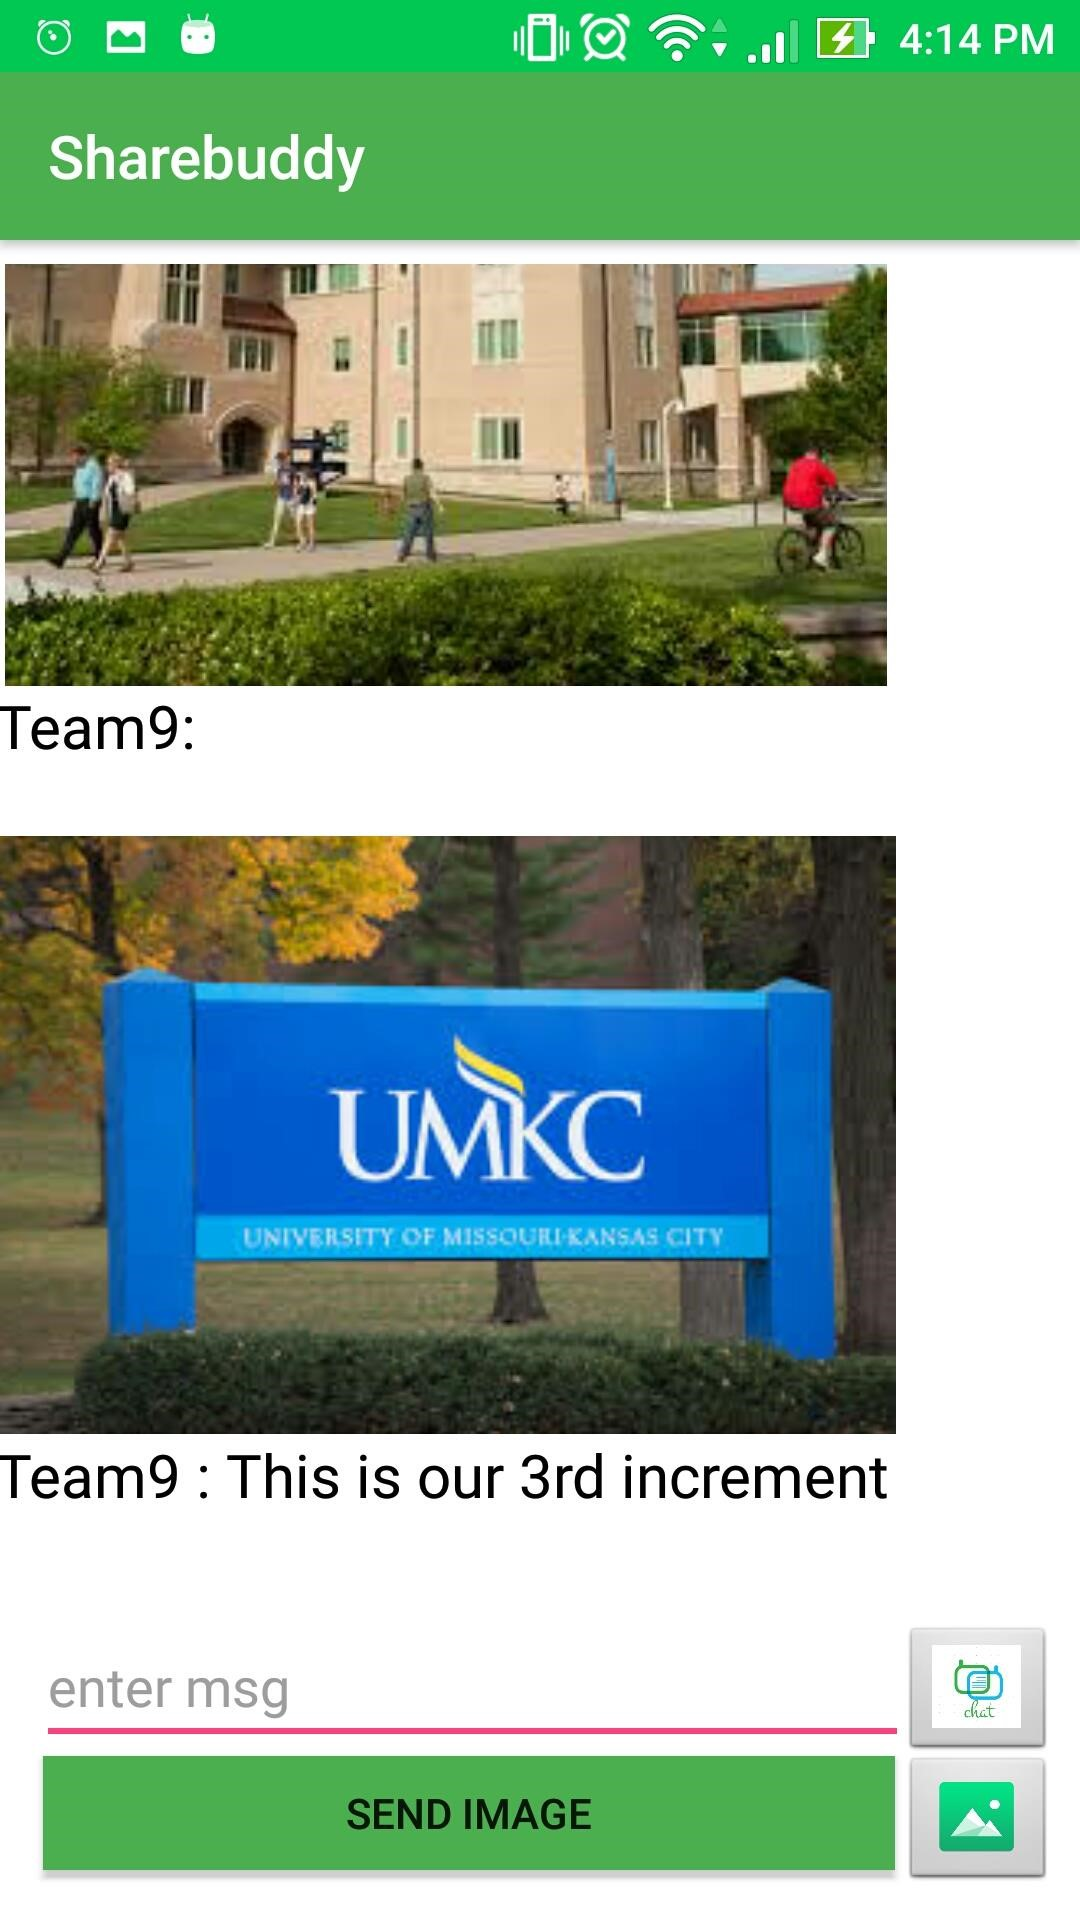 4:14 PM
Sharebuddy
Team9:
UMKC
UNIVERSITY OF MISSOURI-KANSAS CITY
Team9 : This is our 3rd increment
enter msg
chat
SEND IMAGE